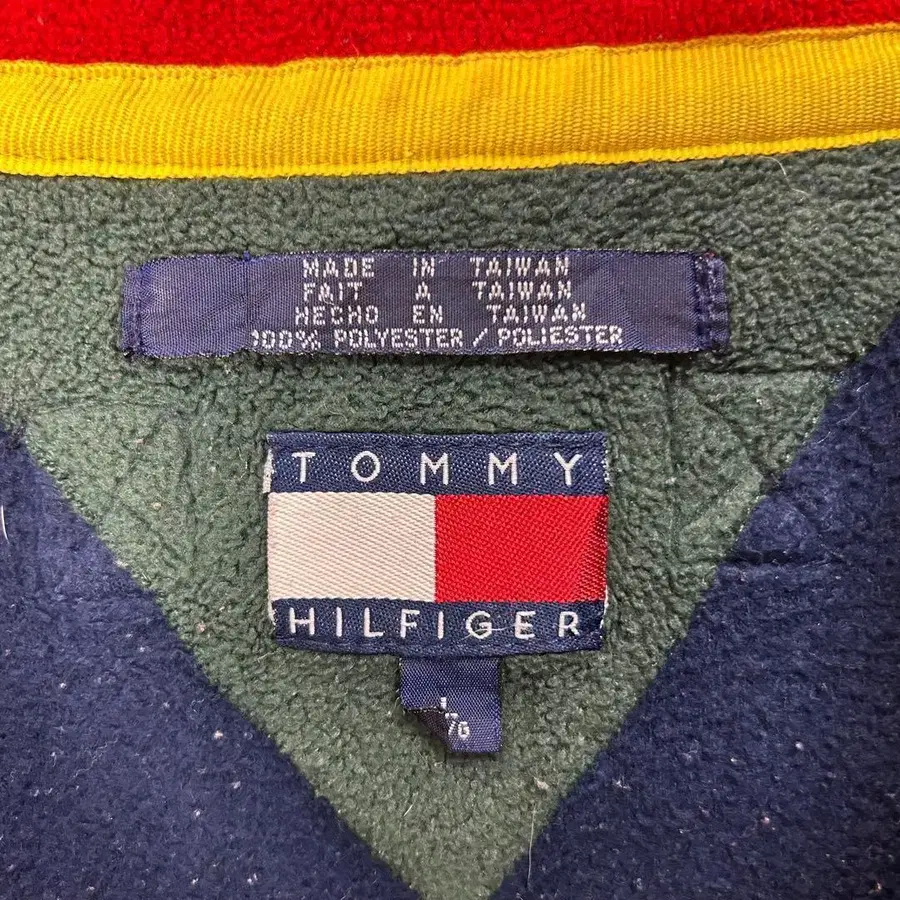 MADE IN TAIWAN
FAIT A TAIWAN
HECHO EN TAIWAN
100% POLYESTER / POLIESTER
TOMMY
HILFIGER
L
/G